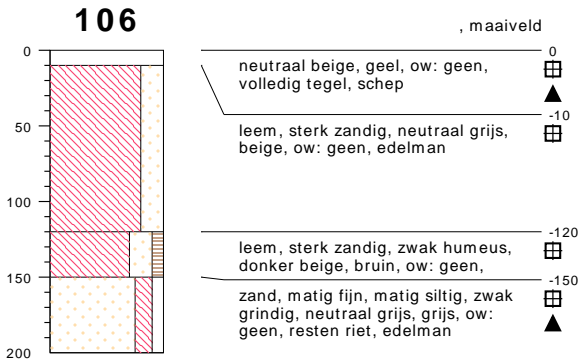 106
, maaiveld
0
0
neutraal beige, geel, ow: geen,
volledig tegel, schep
-10
50
leem, sterk zandig, neutraal grijs,
beige, ow: geen, edelman
100
-120
leem, sterk zandig, zwak humeus,
donker beige, bruin, ow: geen,
150
-150
zand, matig fijn, matig siltig, zwak
grindig, neutraal grijs, grijs, ow:
geen, resten riet, edelman
200